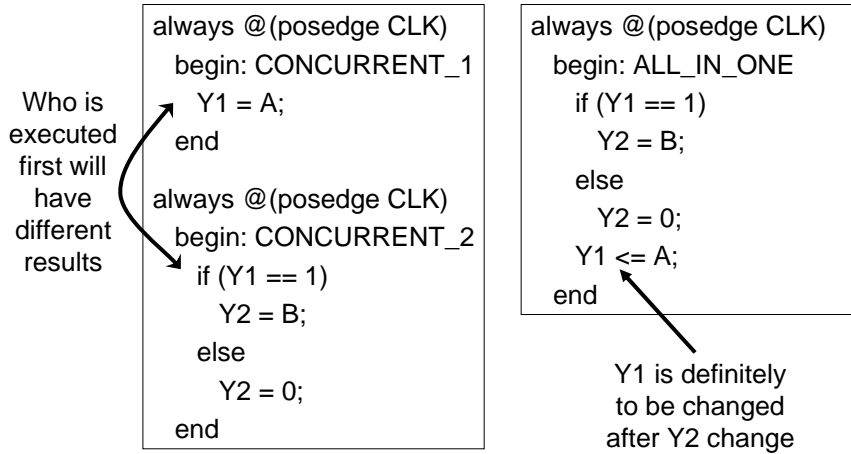 Who is
executed
first will
have
different
results
always @(posedge CLK)
begin: CONCURRENT_1
Y1 = A;
end
always @(posedge CLK)
begin: CONCURRENT_2
if (Y1 == 1)
Y2 = B;
else
Y2 = 0;
end
always @(posedge CLK)
begin: ALL_IN_ONE
if (Y1 == 1)
Y2 = B;
else
Y2 = 0;
Y1 <= A;
end
Y1 is definitely
to be changed
after Y2 change